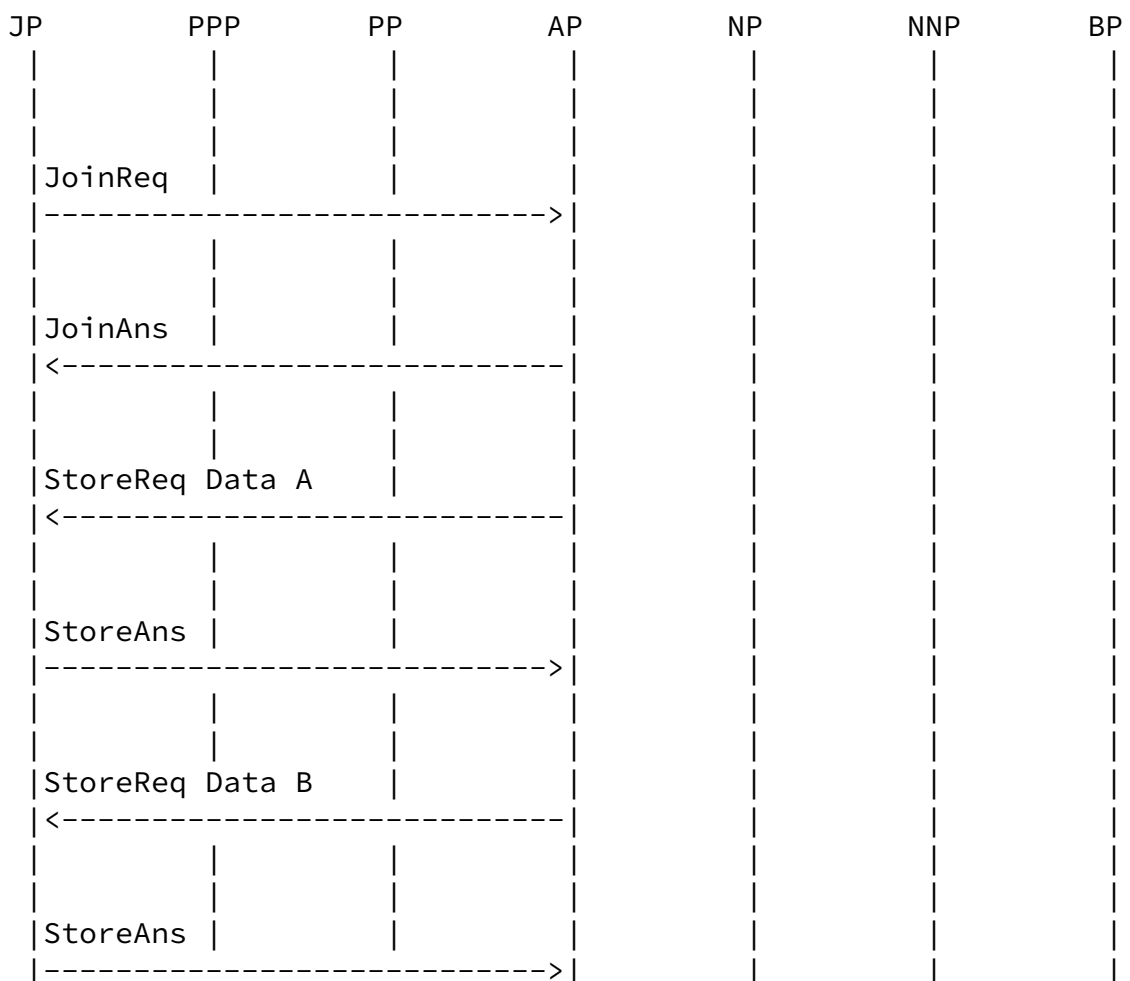 JP PPP PP AP NP NNP BP
JoinReq
JoinAns
StoreReq Data A
StoreAns
StoreReq Data B
StoreAns